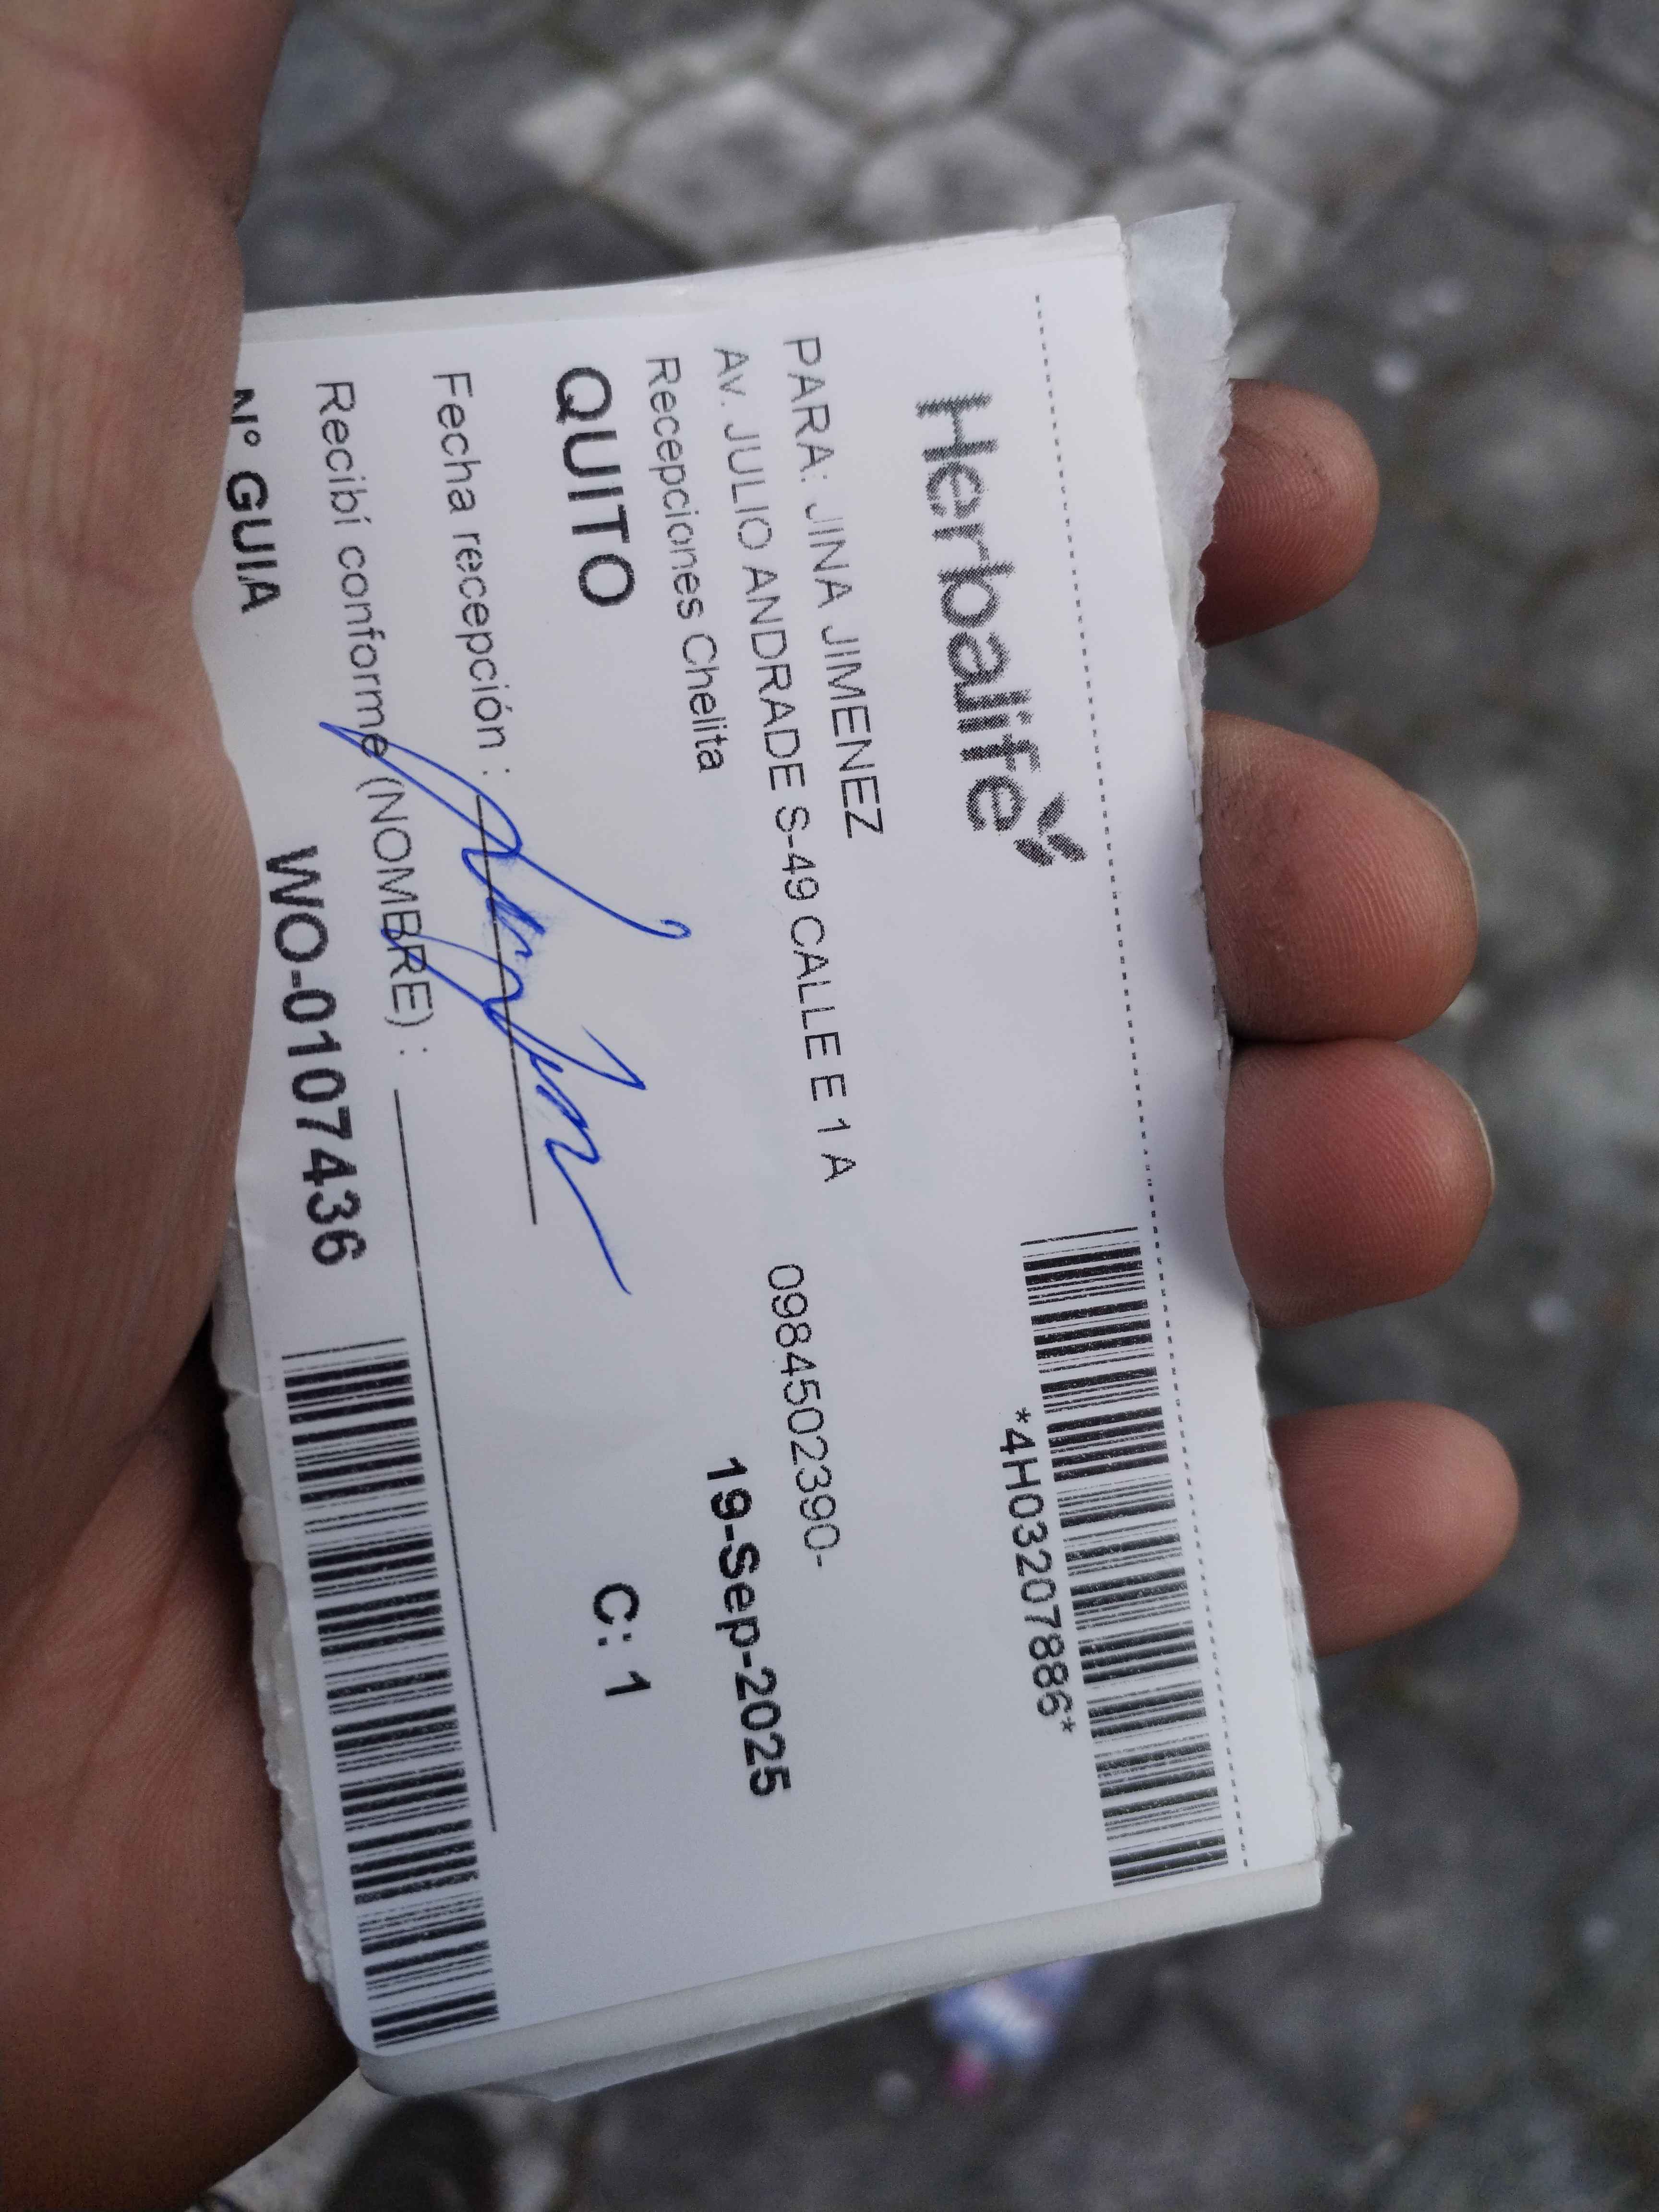 Herbalife
*4H03207886*
PARA: JINA JIMENEZ
Av. JULIO ANDRADE S-49 CALLE E 1 A
0984502390-
Recepciones Chelita
19-Sep-2025
QUITO
C: 1
Fecha recepción :
Recibí conforme (NOMBRE) :
N° GUIA
WO-0107436